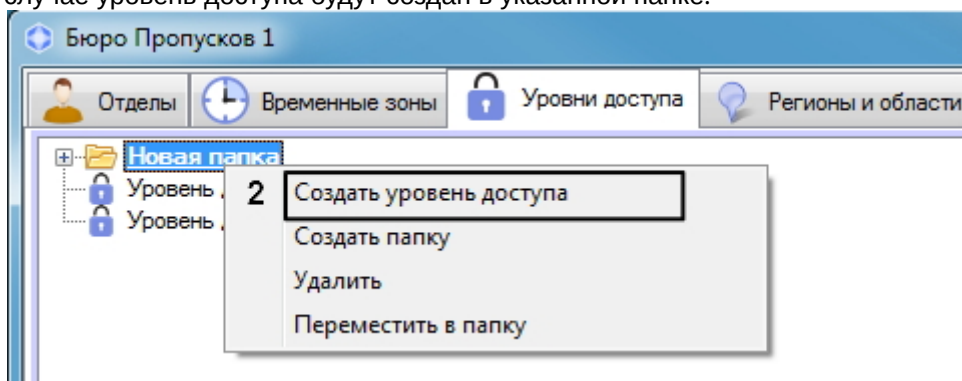 случае уровень доступа будут создан в указанной папке.
Бюро Пропусков 1
Отделы Временные зоны Уровни доступа Регионы и области
Новая папка
Уровень
Уровень
2 Создать уровень доступа
Создать папку
Удалить
Переместить в папку